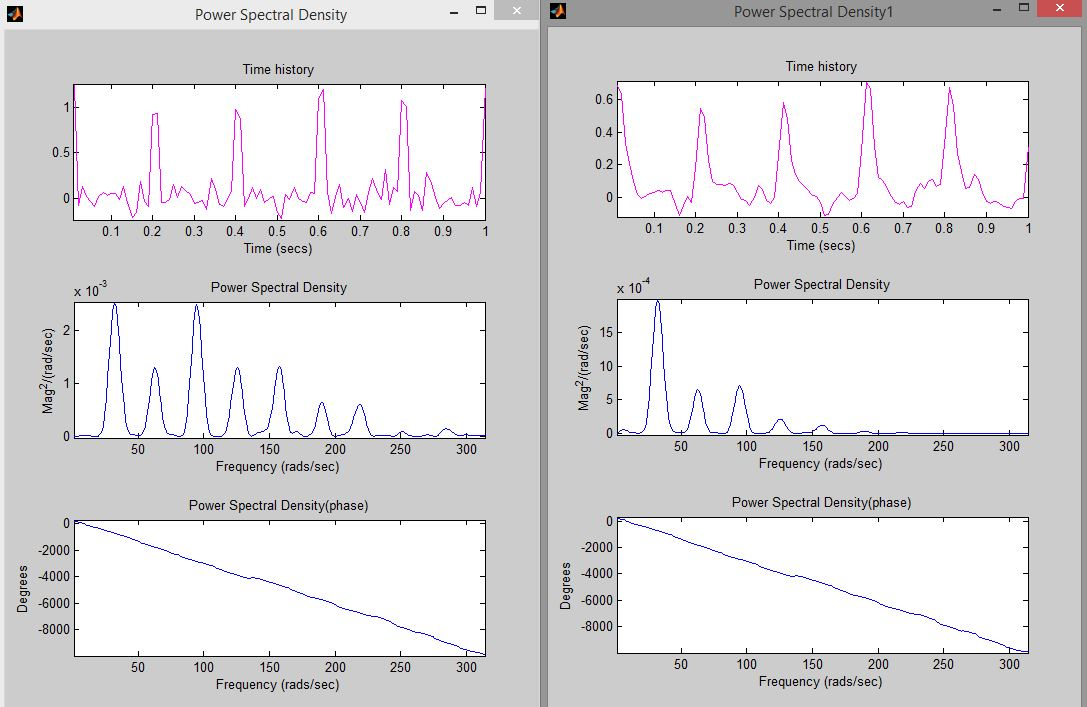 Power Spectral Density
Time history
1
0.5
0
0.1 0.2 0.3 0.4 0.5 0.6 0.7 0.8 0.9 1
Time (secs)
x 10^-3
Power Spectral Density
Mag^2/(rad/sec)
2
1
0
50 100 150 200 250 300
Frequency (rads/sec)
Power Spectral Density(phase)
Degrees
0
-2000
-4000
-6000
-8000
50 100 150 200 250 300
Frequency (rads/sec)
Power Spectral Density1
Time history
0.6
0.4
0.2
0
0.1 0.2 0.3 0.4 0.5 0.6 0.7 0.8 0.9 1
Time (secs)
x 10^-4
Power Spectral Density
Mag^2/(rad/sec)
15
10
5
0
50 100 150 200 250 300
Frequency (rads/sec)
Power Spectral Density(phase)
Degrees
0
-2000
-4000
-6000
-8000
50 100 150 200 250 300
Frequency (rads/sec)